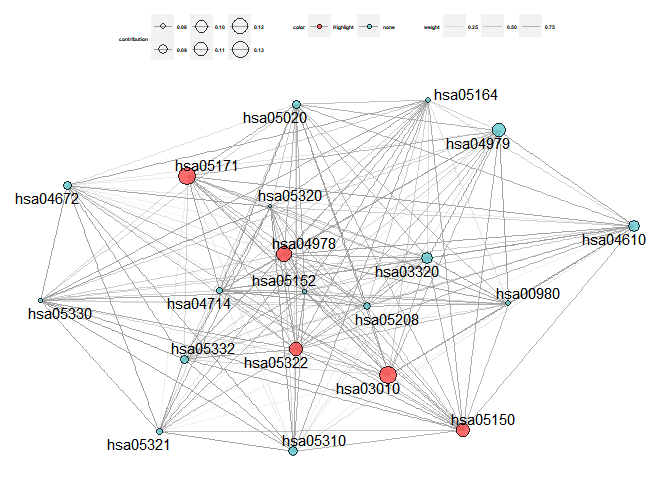 0.08 0.10 0.12 color Highlight none weight 0.25 0.50 0.75
contribution
0.09 0.11 0.13
hsa05164
hsa05020
hsa04979
hsa05171
hsa04672
hsa05320
hsa04610
hsa04978
hsa03320
hsa05152
hsa00980
hsa04714
hsa05330
hsa05208
hsa05332
hsa05322
hsa03010
hsa05150
hsa05321
hsa05310